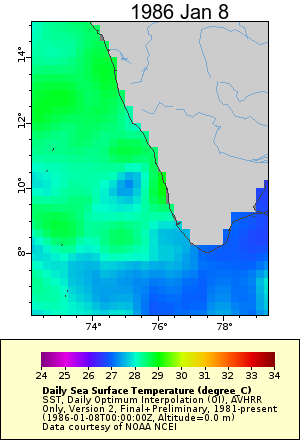 1986 Jan 8
14°
12°
10°
8°
74°
76°
78°
24 25 26 27 28 29 30 31 32 33 34
Daily Sea Surface Temperature (degree_C)
SST, Daily Optimum Interpolation (OI), AVHRR
Only, Version 2, Final+Preliminary, 1981-present
(1986-01-08T00:00:00Z, Altitude=0.0 m)
Data courtesy of NOAA NCEI